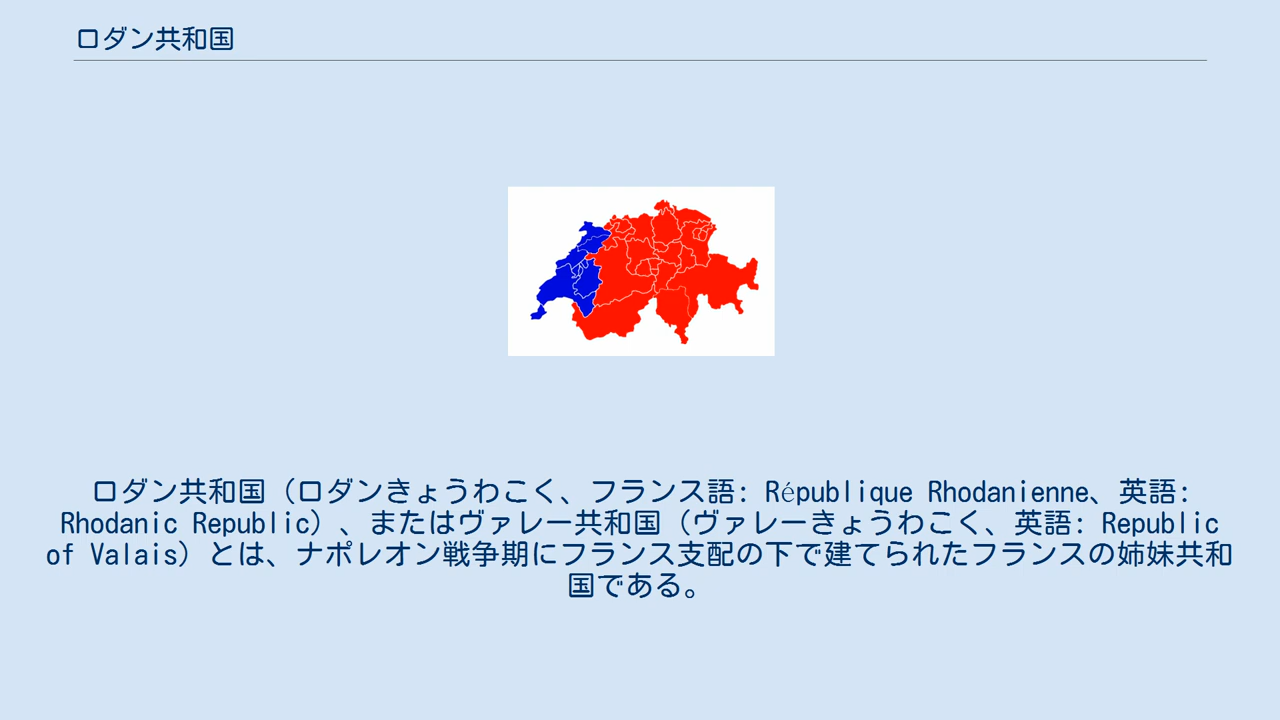 ロダン共和国
ロダン共和国（ロダンきょうわこく、フランス語: République Rhodanienne、英語:
Rhodanic Republic）、またはヴァレー共和国（ヴァレーきょうわこく、英語: Republic
of Valais）とは、ナポレオン戦争期にフランス支配の下で建てられたフランスの姉妹共和
国である。